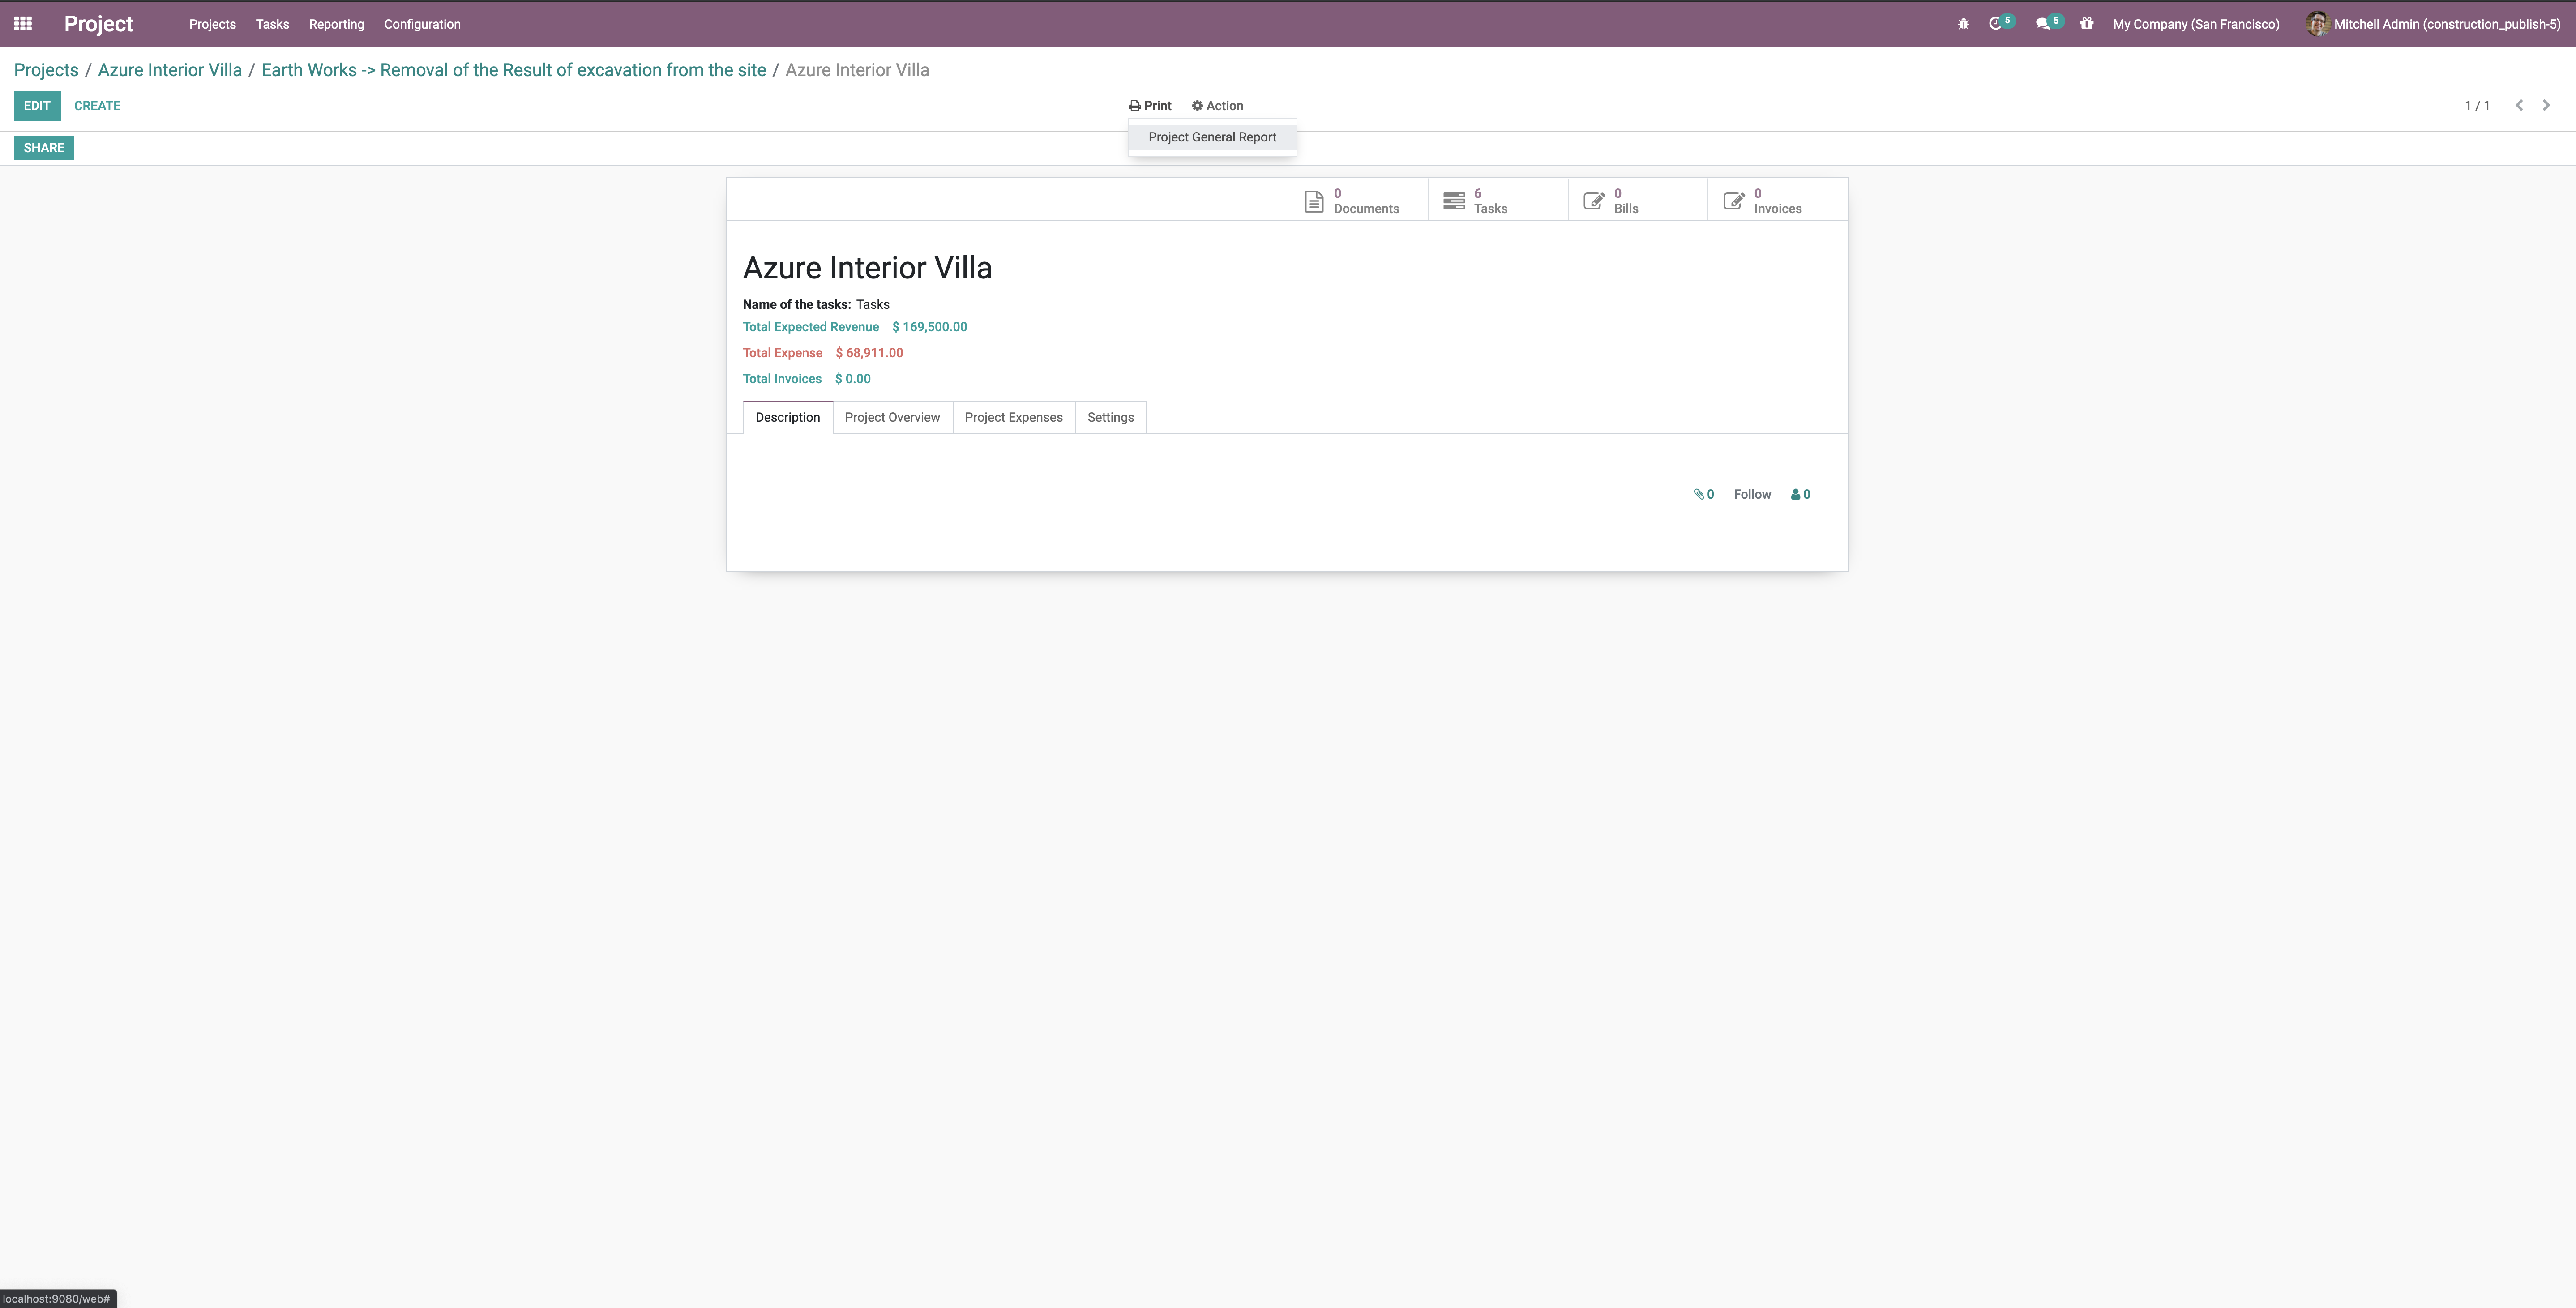 Project Projects Tasks Reporting Configuration 5 5 My Company (San Francisco) Mitchell Admin (construction_publish-5)
Projects / Azure Interior Villa / Earth Works -> Removal of the Result of excavation from the site / Azure Interior Villa
EDIT CREATE Print Action 1 / 1
Project General Report
SHARE
0 Documents 6 Tasks 0 Bills 0 Invoices
Azure Interior Villa
Name of the tasks: Tasks
Total Expected Revenue $ 169,500.00
Total Expense $ 68,911.00
Total Invoices $ 0.00
Description Project Overview Project Expenses Settings
0 Follow 0
localhost:9080/web#